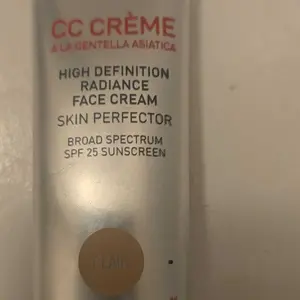 CC CRÈME
À LA CENTELLA ASIATICA
HIGH DEFINITION
RADIANCE
FACE CREAM
SKIN PERFECTOR
BROAD SPECTRUM
SPF 25 SUNSCREEN